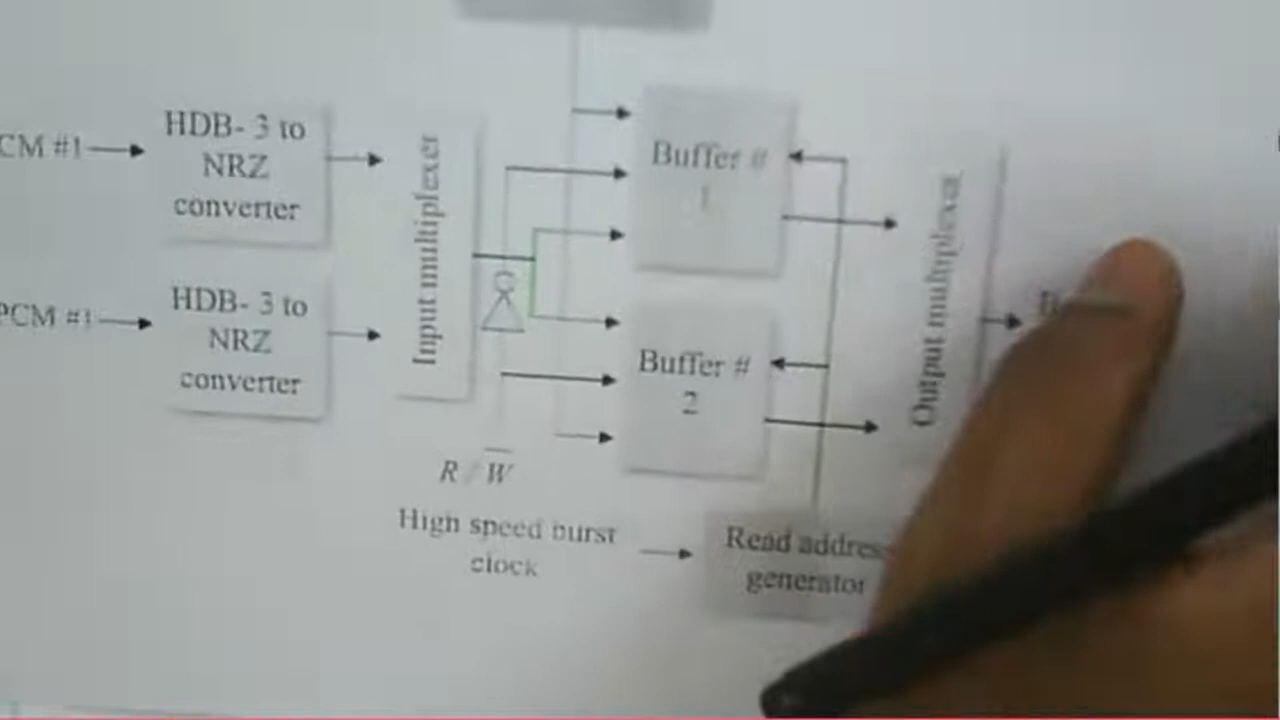 CM #1
HDB- 3 to
NRZ
converter
PCM #1
HDB- 3 to
NRZ
converter
Input multiplexer
Buffer #
1
Buffer #
2
Output multiplexer
R / W̅
High speed burst
clock
Read addres
generator